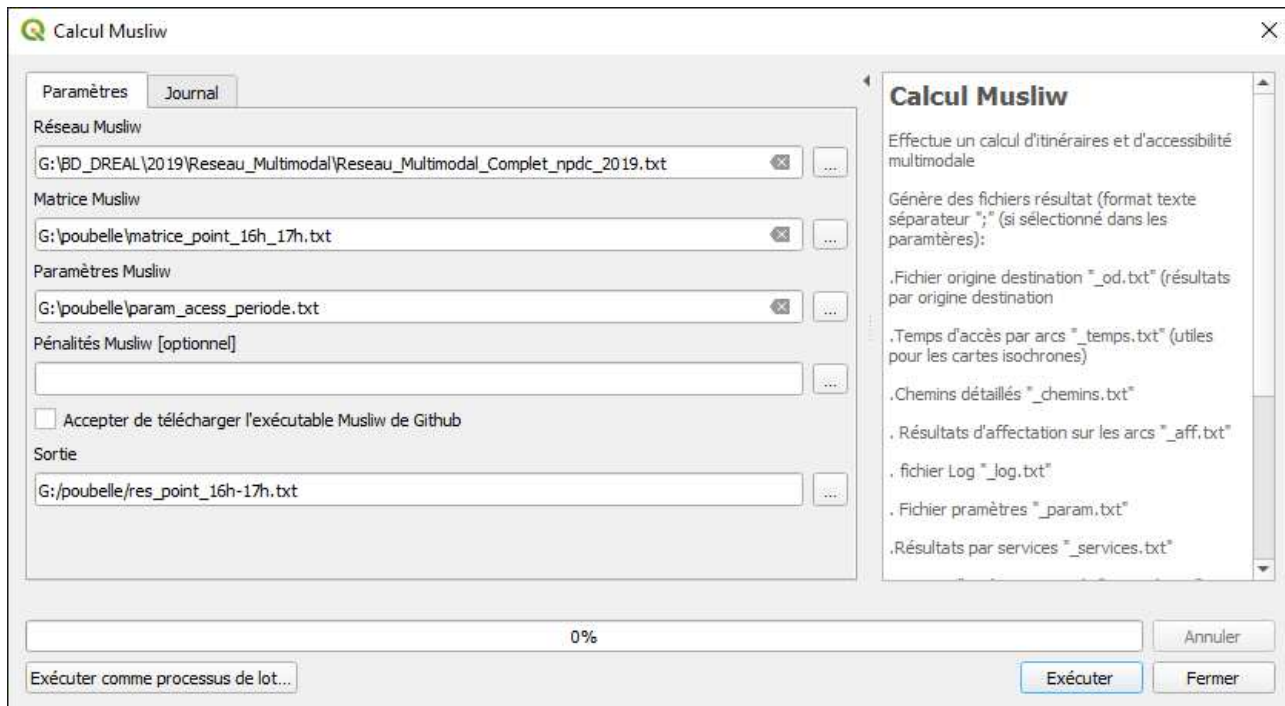 Calcul Musliw
Paramètres
Journal
Réseau Musliw
G:\BD_DREAL\2019\Reseau_Multimodal\Reseau_Multimodal_Complet_npdc_2019.txt
...
Matrice Musliw
G:\poubelle\matrice_point_16h_17h.txt
...
Paramètres Musliw
G:\poubelle\param_acess_periode.txt
...
Pénalités Musliw [optionnel]
...
Accepter de télécharger l'exécutable Musliw de Github
Sortie
G:/poubelle/res_point_16h-17h.txt
...
Calcul Musliw
Effectue un calcul d'itinéraires et d'accessibilité
multimodale
Génère des fichiers résultat (format texte
séparateur ";" (si sélectionné dans les
paramtères):
.Fichier origine destination "_od.txt" (résultats
par origine destination
.Temps d'accès par arcs "_temps.txt" (utiles
pour les cartes isochrones)
.Chemins détaillés "_chemins.txt"
. Résultats d'affectation sur les arcs "_aff.txt"
. fichier Log "_log.txt"
. Fichier pramètres "_param.txt"
.Résultats par services "_services.txt"
0%
Annuler
Exécuter comme processus de lot...
Exécuter
Fermer